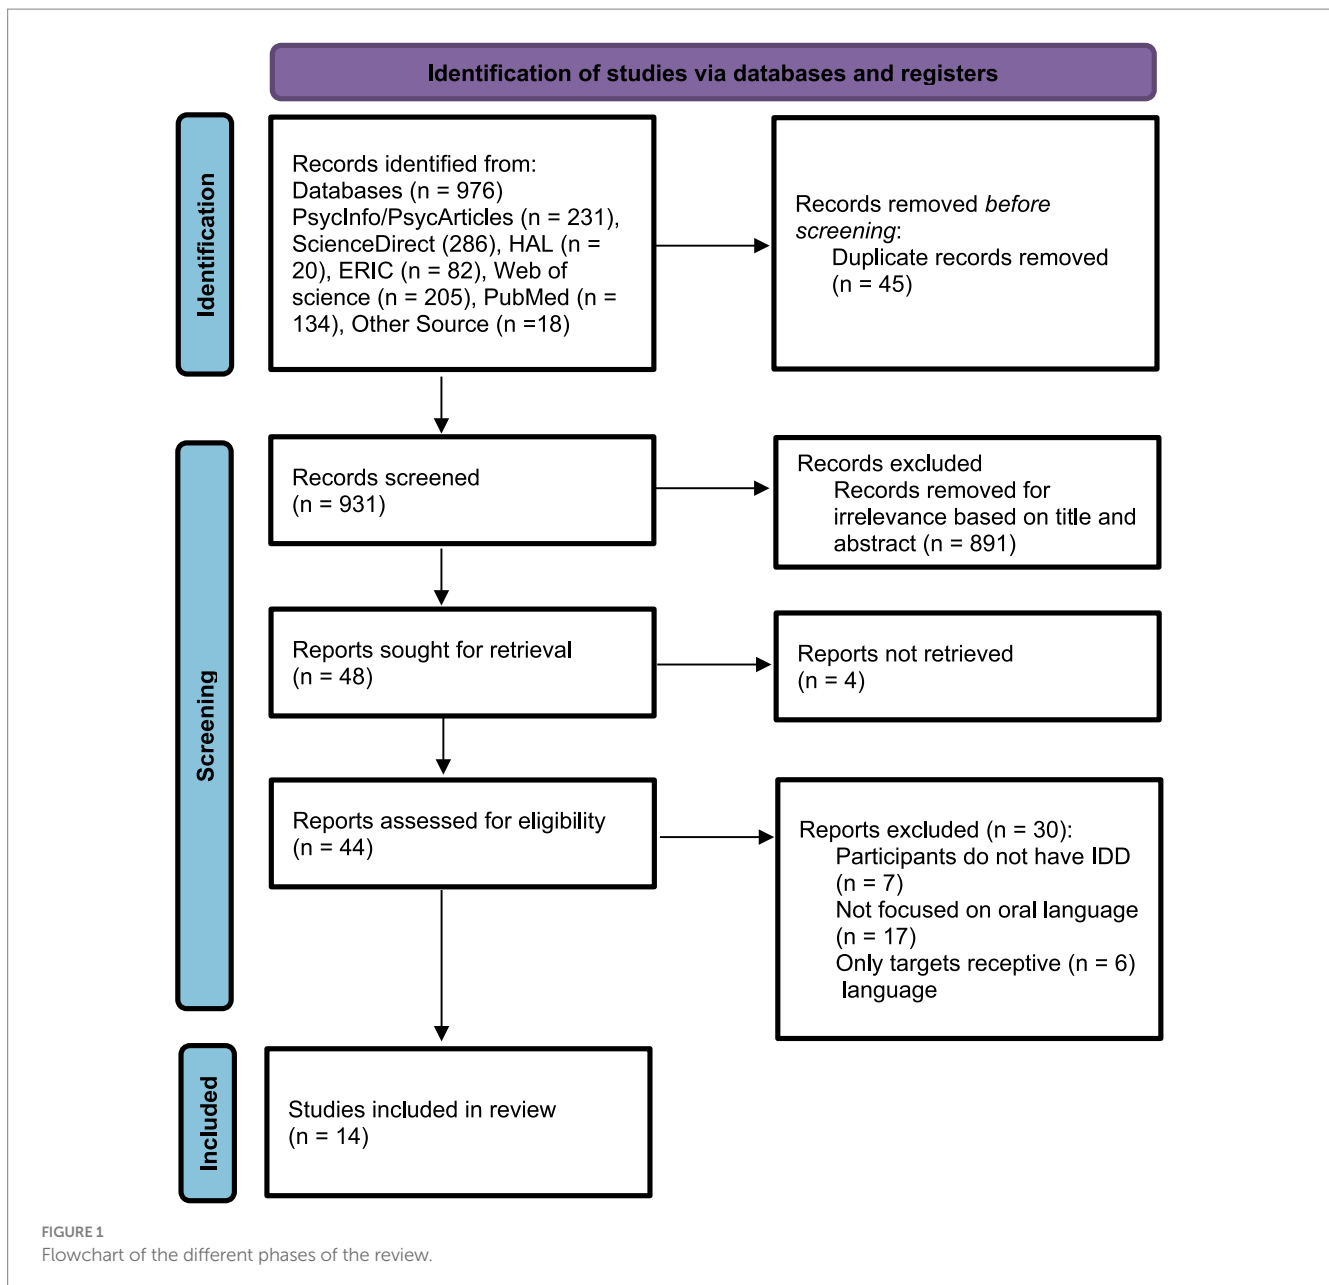 Identification of studies via databases and registers
Identification
Records identified from:
Databases (n = 976)
PsycInfo/PsycArticles (n = 231),
ScienceDirect (286), HAL (n =
20), ERIC (n = 82), Web of
science (n = 205), PubMed (n =
134), Other Source (n =18)
Records removed before
screening:
Duplicate records removed
(n = 45)
Screening
Records screened
(n = 931)
Records excluded
Records removed for
irrelevance based on title and
abstract (n = 891)
Reports sought for retrieval
(n = 48)
Reports not retrieved
(n = 4)
Reports assessed for eligibility
(n = 44)
Reports excluded (n = 30):
Participants do not have IDD
(n = 7)
Not focused on oral language
(n = 17)
Only targets receptive (n = 6)
language
Included
Studies included in review
(n = 14)
FIGURE 1
Flowchart of the different phases of the review.